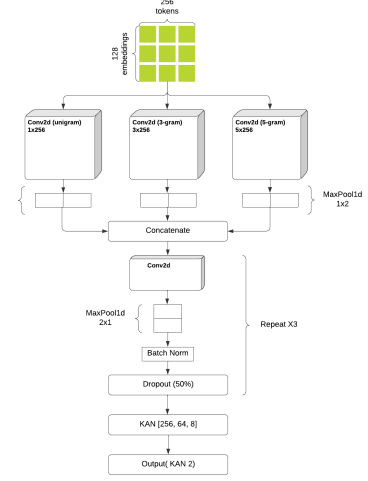 256
tokens
128
embeddings
Conv2d (unigram)
1x256
Conv2d (3-gram)
3x256
Conv2d (5-gram)
5x256
MaxPool1d
1x2
Concatenate
Conv2d
MaxPool1d
2x1
Repeat X3
Batch Norm
Dropout (50%)
KAN [256, 64, 8]
Output( KAN 2)